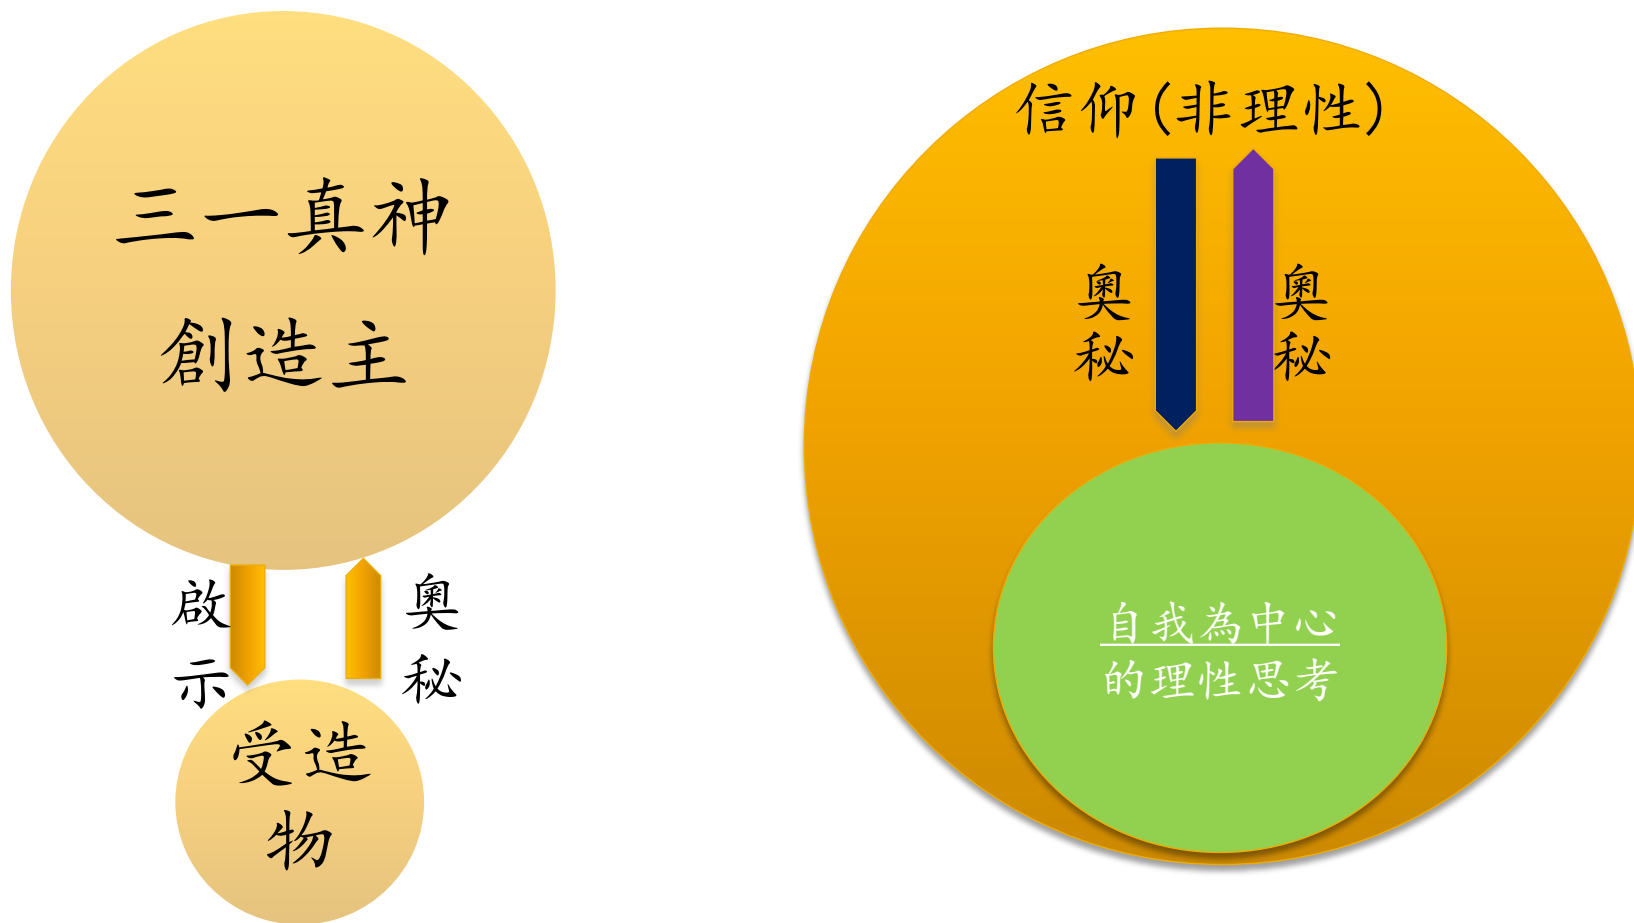 三一真神
創造主
啟
示
奧
秘
受造
物
信仰(非理性)
奧
秘
奧
秘
自我為中心
的理性思考